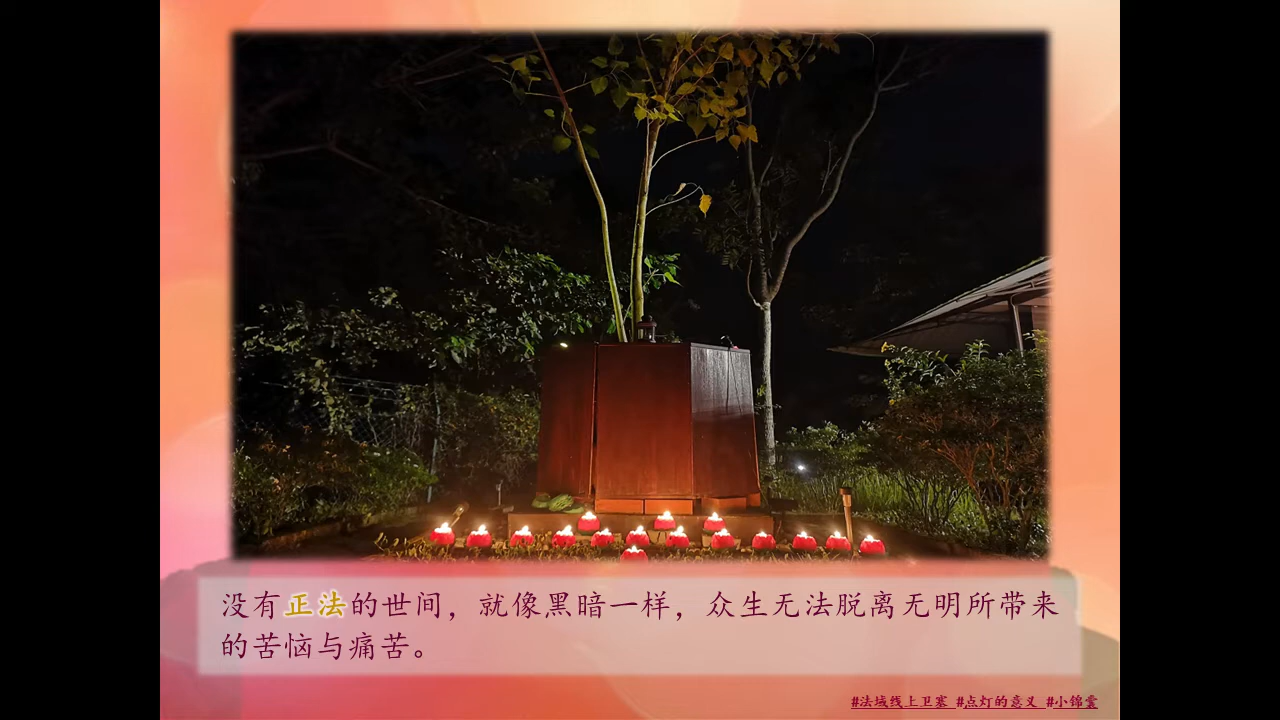 没有正法的世间，就像黑暗一样，众生无法脱离无明所带来
的苦恼与痛苦。
#法域线上卫塞 #点灯的意义 #小锦囊